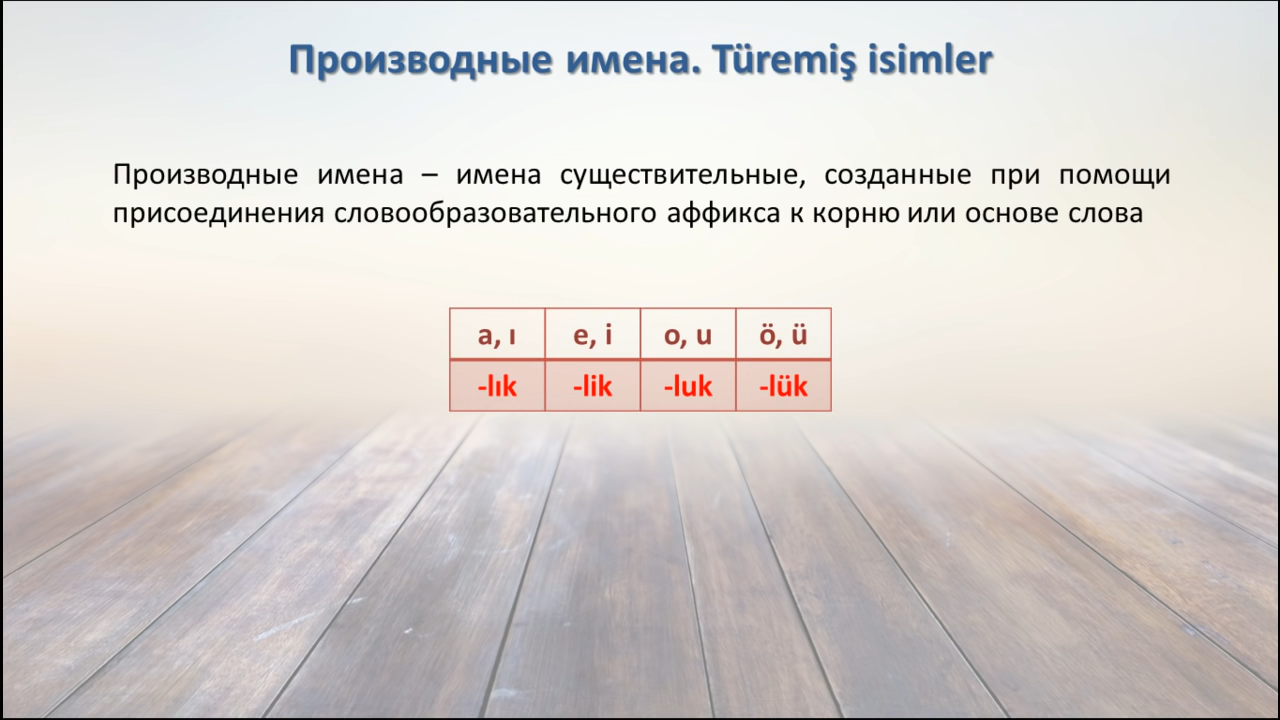 Производные имена. Türemiş isimler
Производные имена – имена существительные, созданные при помощи
присоединения словообразовательного аффикса к корню или основе слова
a, ı e, i o, u ö, ü
-lık -lik -luk -lük